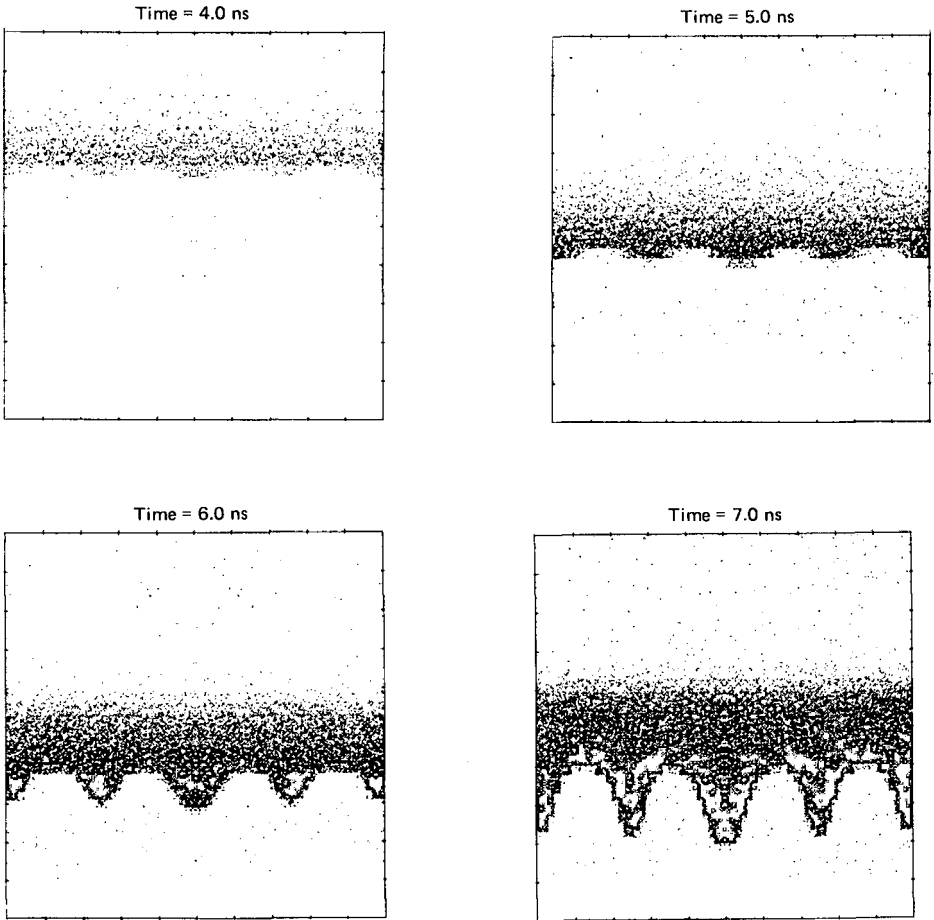 Time = 4.0 ns
Time = 5.0 ns
Time = 6.0 ns
Time = 7.0 ns